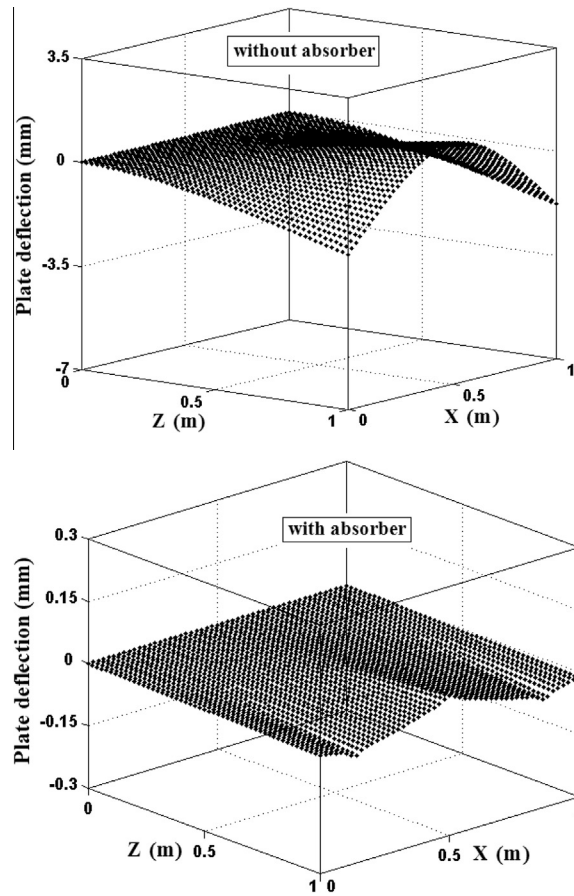 3.5
without absorber
0
Plate deflection (mm)
-3.5
-7
0
0.5
Z (m)
1
0
0.5
X (m)
1
0.3
with absorber
0.15
Plate deflection (mm)
0
-0.15
-0.3
0
Z (m)
0.5
1
0
0.5
X (m)